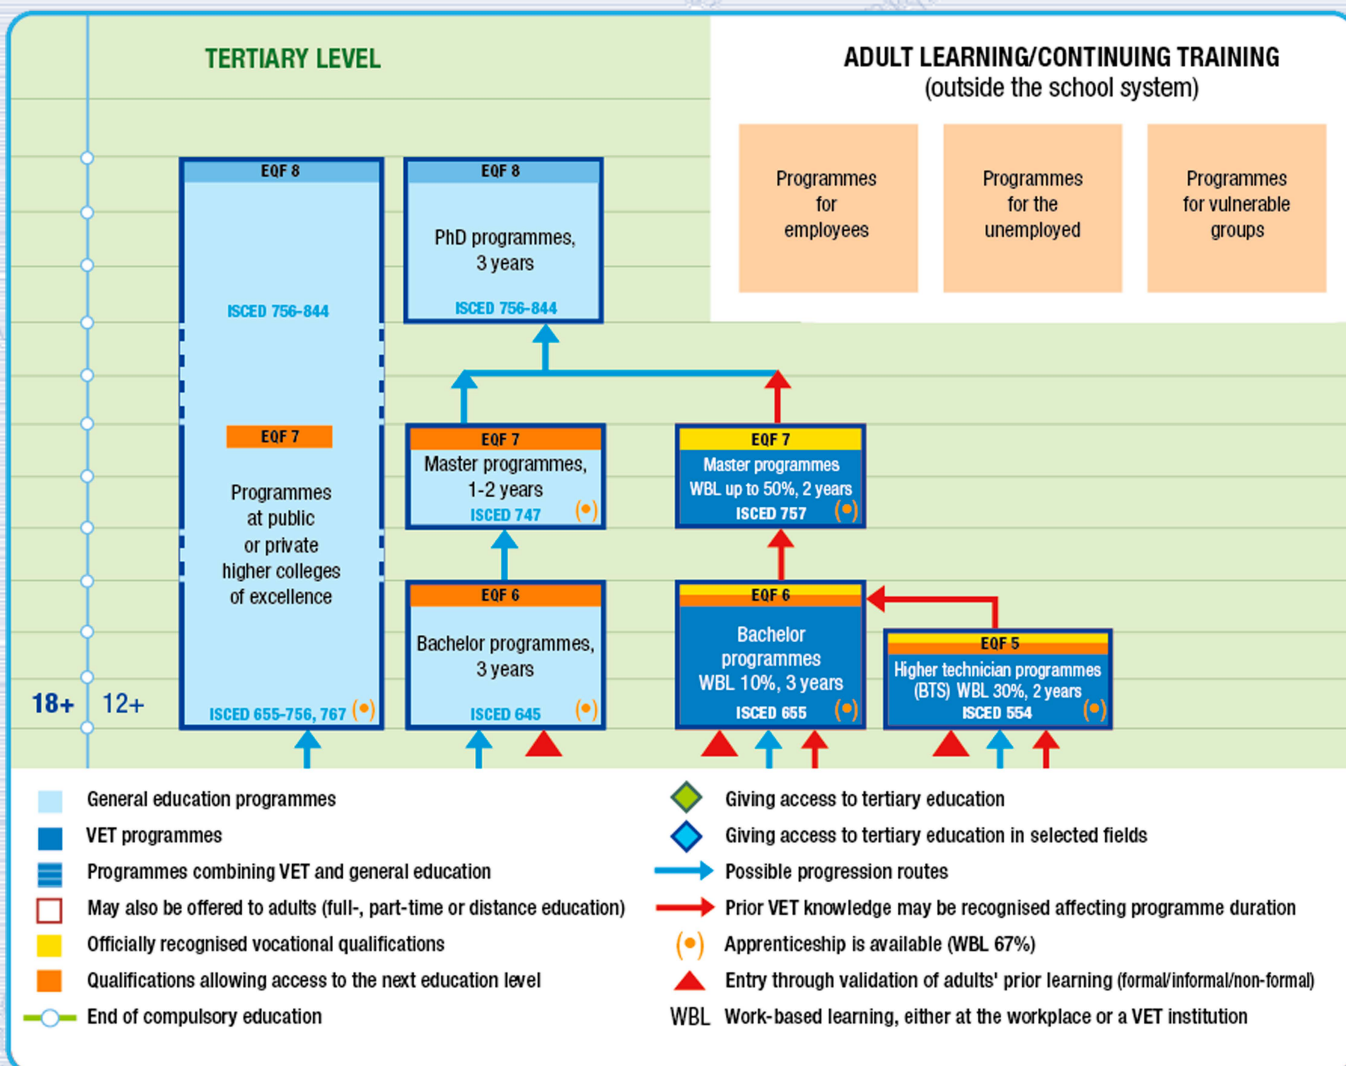 TERTIARY LEVEL
ADULT LEARNING/CONTINUING TRAINING
(outside the school system)
Programmes
for
employees
Programmes
for the
unemployed
Programmes
for vulnerable
groups
EQF 8
ISCED 756-844
EQF 7
Programmes
at public
or private
higher colleges
of excellence
ISCED 655-756, 767 (•)
EQF 8
PhD programmes,
3 years
ISCED 756-844
EQF 7
Master programmes,
1-2 years
ISCED 747 (•)
EQF 6
Bachelor programmes,
3 years
ISCED 645 (•)
EQF 7
Master programmes
WBL up to 50%, 2 years
ISCED 757 (•)
EQF 6
Bachelor
programmes
WBL 10%, 3 years
ISCED 655 (•)
EQF 5
Higher technician programmes
(BTS) WBL 30%, 2 years
ISCED 554 (•)
18+ 12+
General education programmes
VET programmes
Programmes combining VET and general education
May also be offered to adults (full-, part-time or distance education)
Officially recognised vocational qualifications
Qualifications allowing access to the next education level
End of compulsory education
Giving access to tertiary education
Giving access to tertiary education in selected fields
Possible progression routes
Prior VET knowledge may be recognised affecting programme duration
(•) Apprenticeship is available (WBL 67%)
Entry through validation of adults' prior learning (formal/informal/non-formal)
WBL Work-based learning, either at the workplace or a VET institution